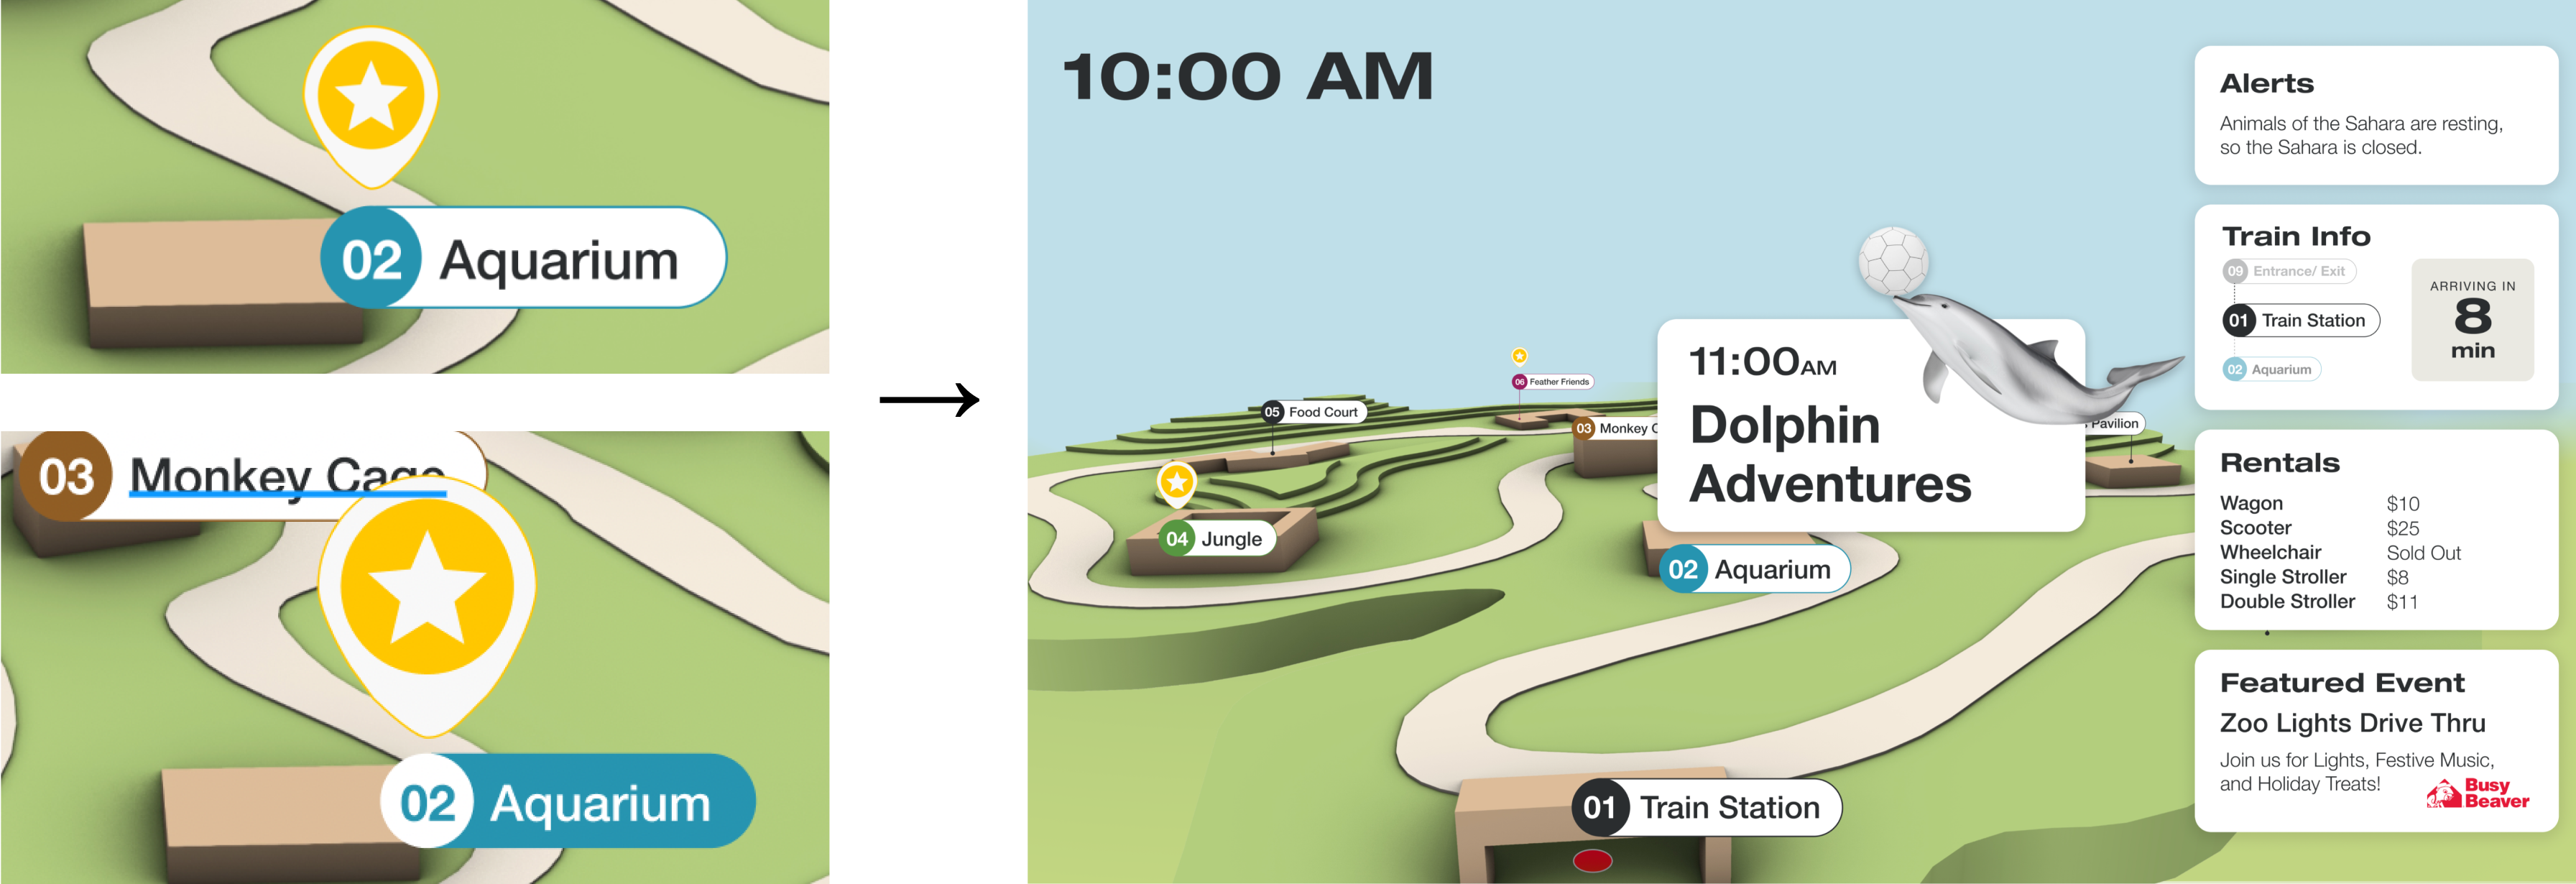 02 Aquarium
03 Monkey Cage
02 Aquarium
10:00 AM
11:00AM
Dolphin
Adventures
06 Feather Friends
05 Food Court
03 Monkey C
Pavilion
04 Jungle
02 Aquarium
01 Train Station
Alerts
Animals of the Sahara are resting,
so the Sahara is closed.
Train Info
09 Entrance/ Exit
01 Train Station
02 Aquarium
ARRIVING IN
8
min
Rentals
Wagon $10
Scooter $25
Wheelchair Sold Out
Single Stroller $8
Double Stroller $11
Featured Event
Zoo Lights Drive Thru
Join us for Lights, Festive Music,
and Holiday Treats!
Busy
Beaver